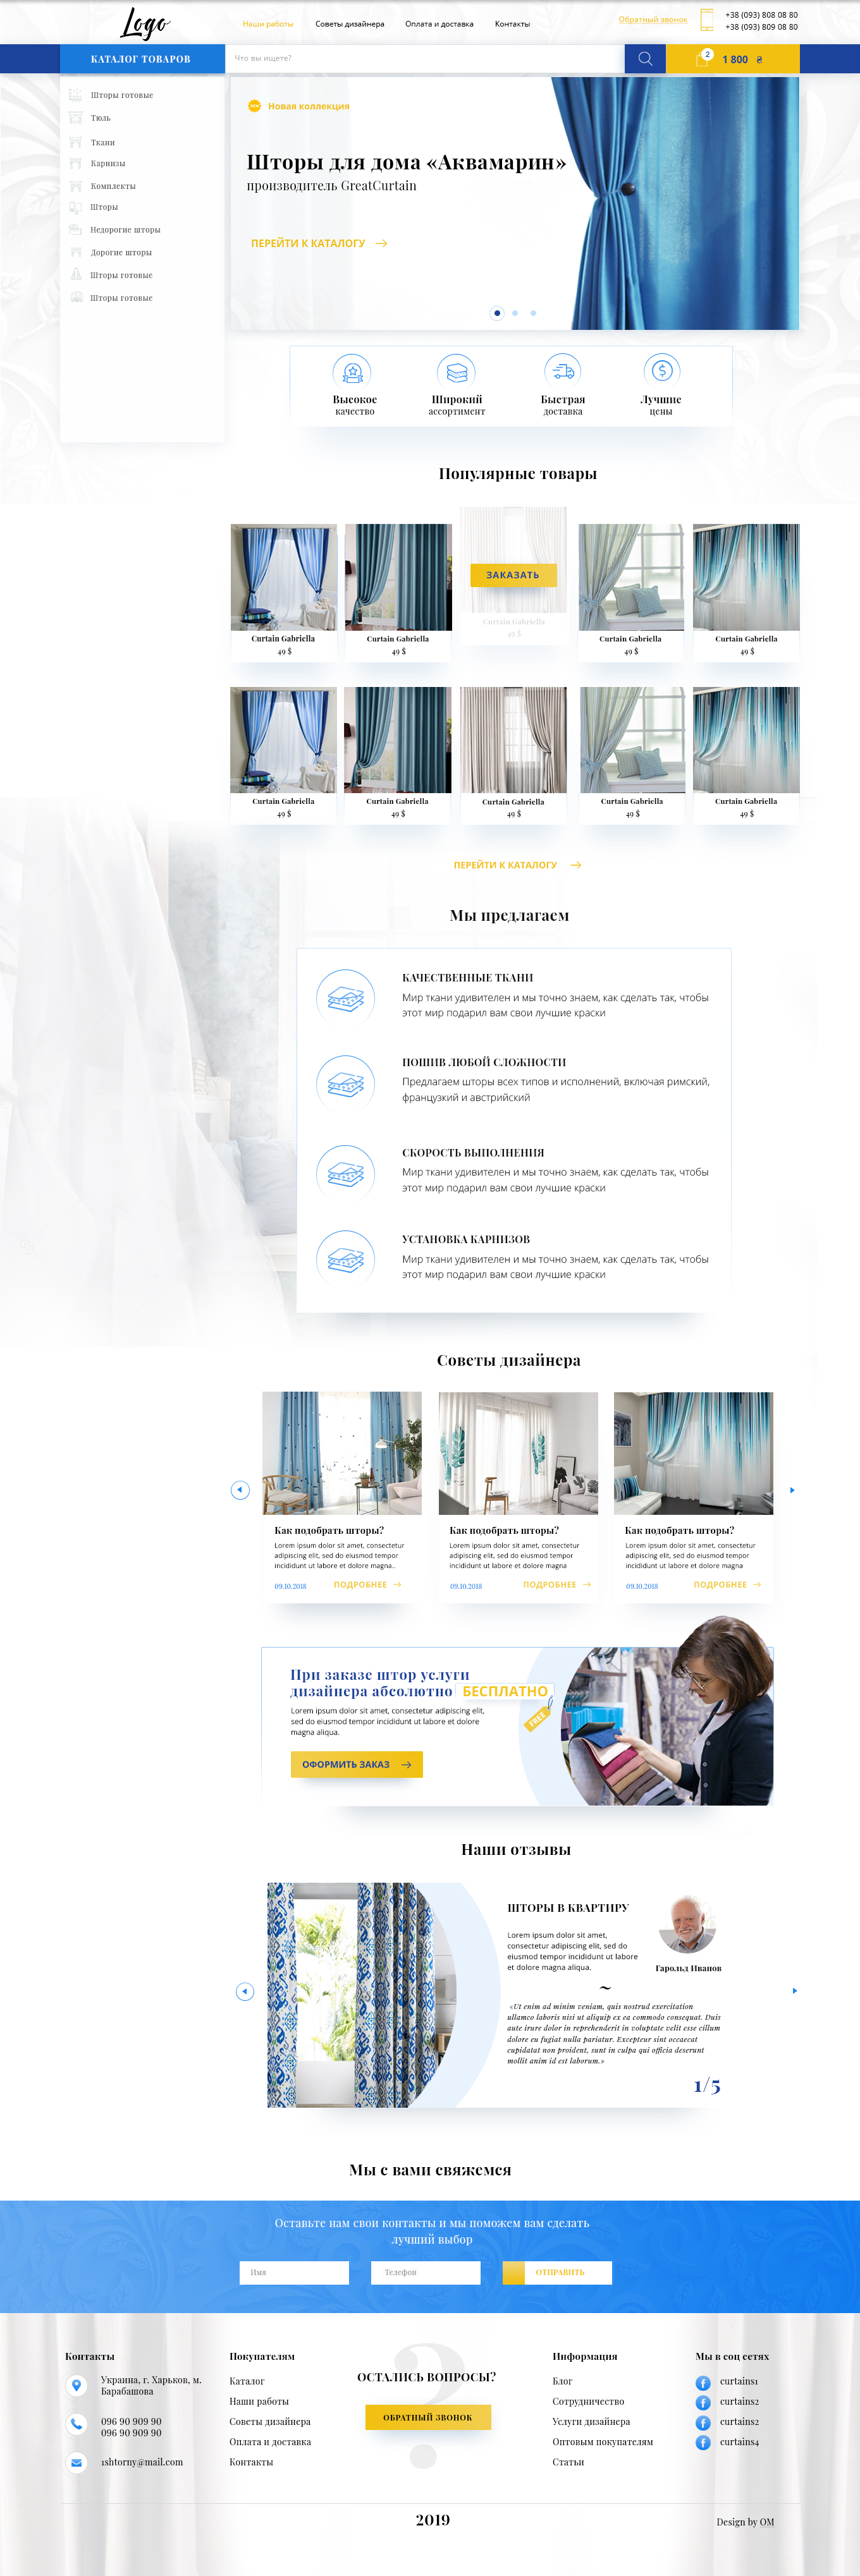 Logo
Наши работы
Советы дизайнера
Оплата и доставка
Контакты
Обратный звонок
+38 (093) 808 08 80
+38 (093) 809 08 80
КАТАЛОГ ТОВАРОВ
Что вы ищете?
2
1 800 ₴
Шторы готовые
Тюль
Ткани
Карнизы
Комплекты
Шторы
Недорогие шторы
Дорогие шторы
Шторы готовые
Шторы готовые
Новая коллекция
Шторы для дома «Аквамарин»
производитель GreatCurtain
ПЕРЕЙТИ К КАТАЛОГУ
Высокое
качество
Широкий
ассортимент
Быстрая
доставка
Лучшие
цены
Популярные товары
Curtain Gabriella
49 $
Curtain Gabriella
49 $
ЗАКАЗАТЬ
Curtain Gabriella
49 $
Curtain Gabriella
49 $
Curtain Gabriella
49 $
Curtain Gabriella
49 $
Curtain Gabriella
49 $
Curtain Gabriella
49 $
Curtain Gabriella
49 $
Curtain Gabriella
49 $
ПЕРЕЙТИ К КАТАЛОГУ
Мы предлагаем
КАЧЕСТВЕННЫЕ ТКАНИ
Мир ткани удивителен и мы точно знаем, как сделать так, чтобы
этот мир подарил вам свои лучшие краски
ПОШИВ ЛЮБОЙ СЛОЖНОСТИ
Предлагаем шторы всех типов и исполнений, включая римский,
французкий и австрийский
СКОРОСТЬ ВЫПОЛНЕНИЯ
Мир ткани удивителен и мы точно знаем, как сделать так, чтобы
этот мир подарил вам свои лучшие краски
УСТАНОВКА КАРНИЗОВ
Мир ткани удивителен и мы точно знаем, как сделать так, чтобы
этот мир подарил вам свои лучшие краски
Советы дизайнера
Как подобрать шторы?
Lorem ipsum dolor sit amet, consectetur
adipiscing elit, sed do eiusmod tempor
incididunt ut labore et dolore magna..
09.10.2018
ПОДРОБНЕЕ
Как подобрать шторы?
Lorem ipsum dolor sit amet, consectetur
adipiscing elit, sed do eiusmod tempor
incididunt ut labore et dolore magna
09.10.2018
ПОДРОБНЕЕ
Как подобрать шторы?
Lorem ipsum dolor sit amet, consectetur
adipiscing elit, sed do eiusmod tempor
incididunt ut labore et dolore magna
09.10.2018
ПОДРОБНЕЕ
При заказе штор услуги
дизайнера абсолютно БЕСПЛАТНО
FREE
Lorem ipsum dolor sit amet, consectetur adipiscing elit,
sed do eiusmod tempor incididunt ut labore et dolore
magna aliqua.
ОФОРМИТЬ ЗАКАЗ
Наши отзывы
ШТОРЫ В КВАРТИРУ
Lorem ipsum dolor sit amet,
consectetur adipiscing elit, sed do
eiusmod tempor incididunt ut labore
et dolore magna aliqua.
Гарольд Иванов
~
«Ut enim ad minim veniam, quis nostrud exercitation
ullamco laboris nisi ut aliquip ex ea commodo consequat. Duis
aute irure dolor in reprehenderit in voluptate velit esse cillum
dolore eu fugiat nulla pariatur. Excepteur sint occaecat
cupidatat non proident, sunt in culpa qui officia deserunt
mollit anim id est laborum.»
1/5
Мы с вами свяжемся
Оставьте нам свои контакты и мы поможем вам сделать
лучший выбор
Имя
Телефон
ОТПРАВИТЬ
Контакты
Украина, г. Харьков, м.
Барабашова
096 90 909 90
096 90 909 90
1shtorny@mail.com
Покупателям
Каталог
Наши работы
Советы дизайнера
Оплата и доставка
Контакты
?
ОСТАЛИСЬ ВОПРОСЫ?
ОБРАТНЫЙ ЗВОНОК
Информация
Блог
Сотрудничество
Услуги дизайнера
Оптовым покупателям
Статьи
Мы в соц сетях
curtains1
curtains2
curtains2
curtains4
2019
Design by OM